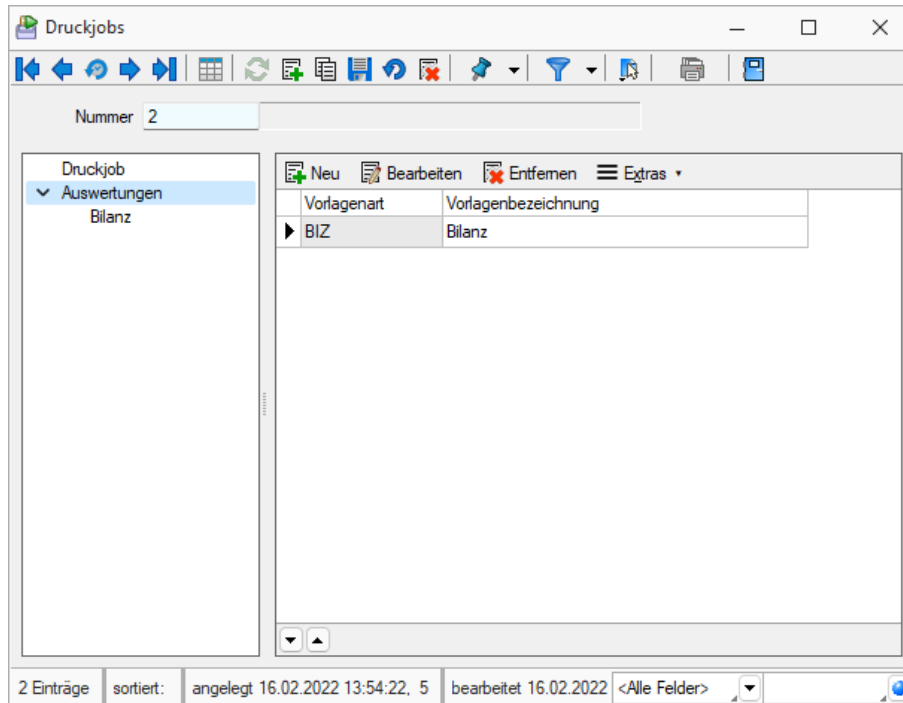 Druckjobs
Nummer 2
Druckjob
Auswertungen
Bilanz
Neu Bearbeiten Entfernen Extras
Vorlagenart Vorlagenbezeichnung
BIZ Bilanz
2 Einträge sortiert: angelegt 16.02.2022 13:54:22, 5 bearbeitet 16.02.2022 <Alle Felder>